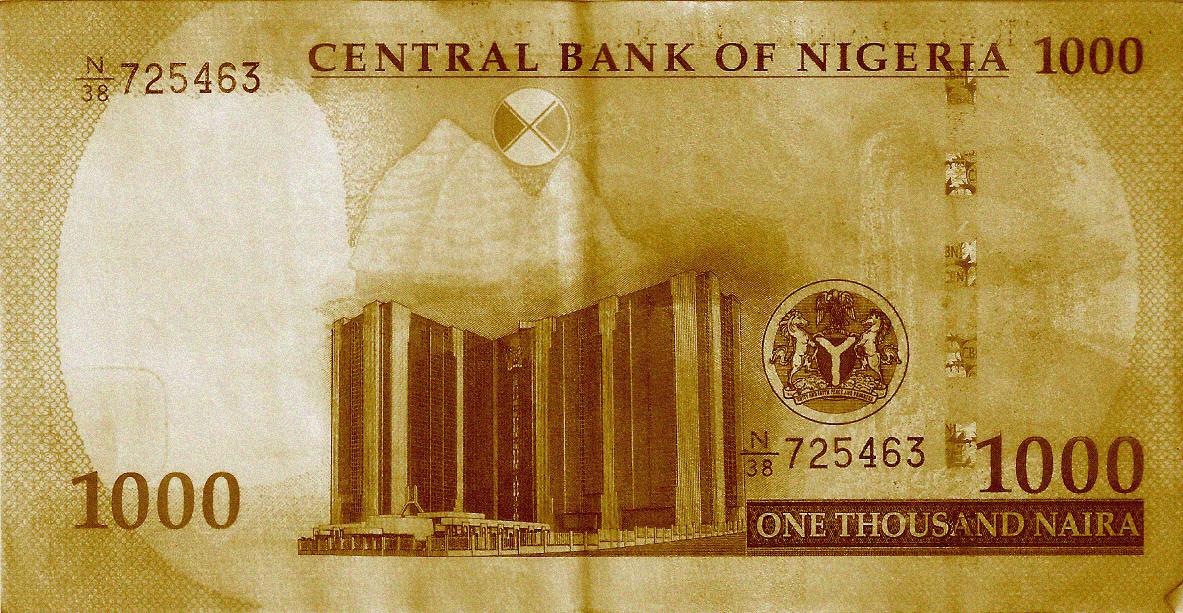 CENTRAL BANK OF NIGERIA 1000
N/38 725463
N/38 725463
1000
1000
ONE THOUSAND NAIRA